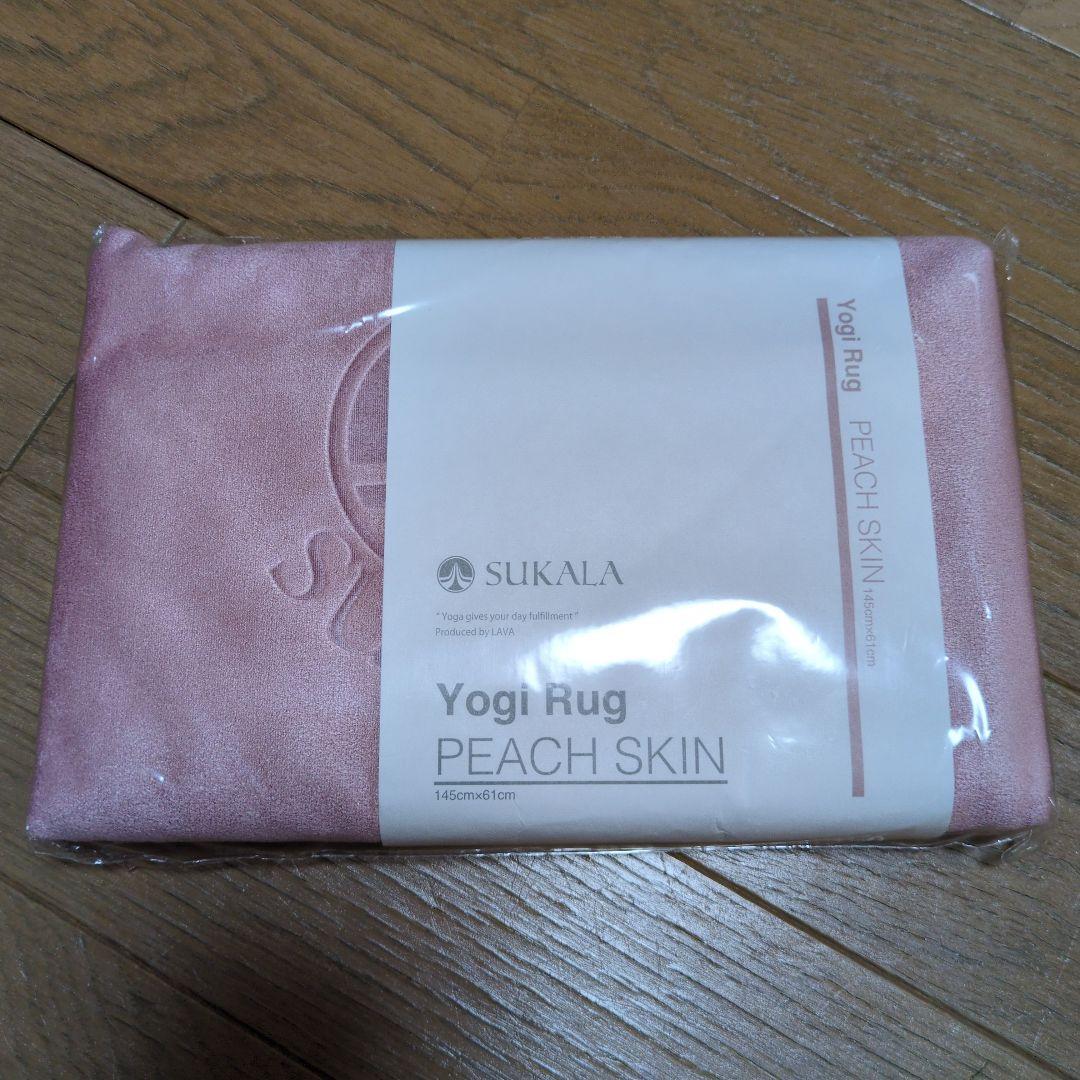 SUKALA
" Yoga gives your day fulfillment "
Produced by LAVA
Yogi Rug
PEACH SKIN
145cm×61cm
Yogi Rug PEACH SKIN 145cm×61cm